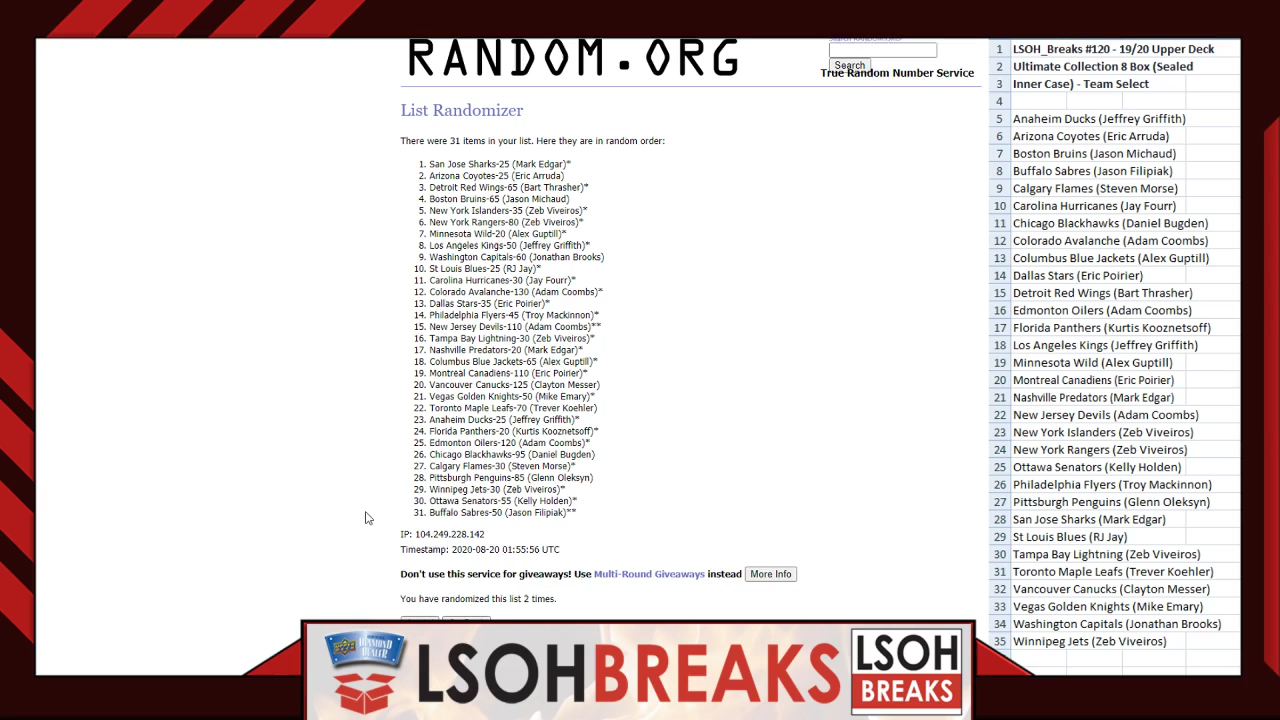 RANDOM.ORG
Search
True Random Number Service
List Randomizer
There were 31 items in your list. Here they are in random order:
1. San Jose Sharks-25 (Mark Edgar)*
2. Arizona Coyotes-25 (Eric Arruda)
3. Detroit Red Wings-65 (Bart Thrasher)*
4. Boston Bruins-65 (Jason Michaud)
5. New York Islanders-35 (Zeb Viveiros)*
6. New York Rangers-80 (Zeb Viveiros)*
7. Minnesota Wild-20 (Alex Guptill)*
8. Los Angeles Kings-50 (Jeffrey Griffith)*
9. Washington Capitals-60 (Jonathan Brooks)
10. St Louis Blues-25 (RJ Jay)*
11. Carolina Hurricanes-30 (Jay Fourr)*
12. Colorado Avalanche-130 (Adam Coombs)*
13. Dallas Stars-35 (Eric Poirier)*
14. Philadelphia Flyers-45 (Troy Mackinnon)*
15. New Jersey Devils-110 (Adam Coombs)**
16. Tampa Bay Lightning-30 (Zeb Viveiros)*
17. Nashville Predators-20 (Mark Edgar)*
18. Columbus Blue Jackets-65 (Alex Guptill)*
19. Montreal Canadiens-110 (Eric Poirier)*
20. Vancouver Canucks-125 (Clayton Messer)
21. Vegas Golden Knights-50 (Mike Emary)*
22. Toronto Maple Leafs-70 (Trever Koehler)
23. Anaheim Ducks-25 (Jeffrey Griffith)*
24. Florida Panthers-20 (Kurtis Kooznetsoff)*
25. Edmonton Oilers-120 (Adam Coombs)*
26. Chicago Blackhawks-95 (Daniel Bugden)
27. Calgary Flames-30 (Steven Morse)*
28. Pittsburgh Penguins-85 (Glenn Oleksyn)
29. Winnipeg Jets-30 (Zeb Viveiros)*
30. Ottawa Senators-55 (Kelly Holden)*
31. Buffalo Sabres-50 (Jason Filipiak)**
IP: 104.249.228.142
Timestamp: 2020-08-20 01:55:56 UTC
Don't use this service for giveaways! Use Multi-Round Giveaways instead More Info
You have randomized this list 2 times.
1 LSOH_Breaks #120 - 19/20 Upper Deck
2 Ultimate Collection 8 Box (Sealed
3 Inner Case) - Team Select
4
5 Anaheim Ducks (Jeffrey Griffith)
6 Arizona Coyotes (Eric Arruda)
7 Boston Bruins (Jason Michaud)
8 Buffalo Sabres (Jason Filipiak)
9 Calgary Flames (Steven Morse)
10 Carolina Hurricanes (Jay Fourr)
11 Chicago Blackhawks (Daniel Bugden)
12 Colorado Avalanche (Adam Coombs)
13 Columbus Blue Jackets (Alex Guptill)
14 Dallas Stars (Eric Poirier)
15 Detroit Red Wings (Bart Thrasher)
16 Edmonton Oilers (Adam Coombs)
17 Florida Panthers (Kurtis Kooznetsoff)
18 Los Angeles Kings (Jeffrey Griffith)
19 Minnesota Wild (Alex Guptill)
20 Montreal Canadiens (Eric Poirier)
21 Nashville Predators (Mark Edgar)
22 New Jersey Devils (Adam Coombs)
23 New York Islanders (Zeb Viveiros)
24 New York Rangers (Zeb Viveiros)
25 Ottawa Senators (Kelly Holden)
26 Philadelphia Flyers (Troy Mackinnon)
27 Pittsburgh Penguins (Glenn Oleksyn)
28 San Jose Sharks (Mark Edgar)
29 St Louis Blues (RJ Jay)
30 Tampa Bay Lightning (Zeb Viveiros)
31 Toronto Maple Leafs (Trever Koehler)
32 Vancouver Canucks (Clayton Messer)
33 Vegas Golden Knights (Mike Emary)
34 Washington Capitals (Jonathan Brooks)
35 Winnipeg Jets (Zeb Viveiros)
DIAMOND
DEALER
LSOHBREAKS
LSOH
BREAKS